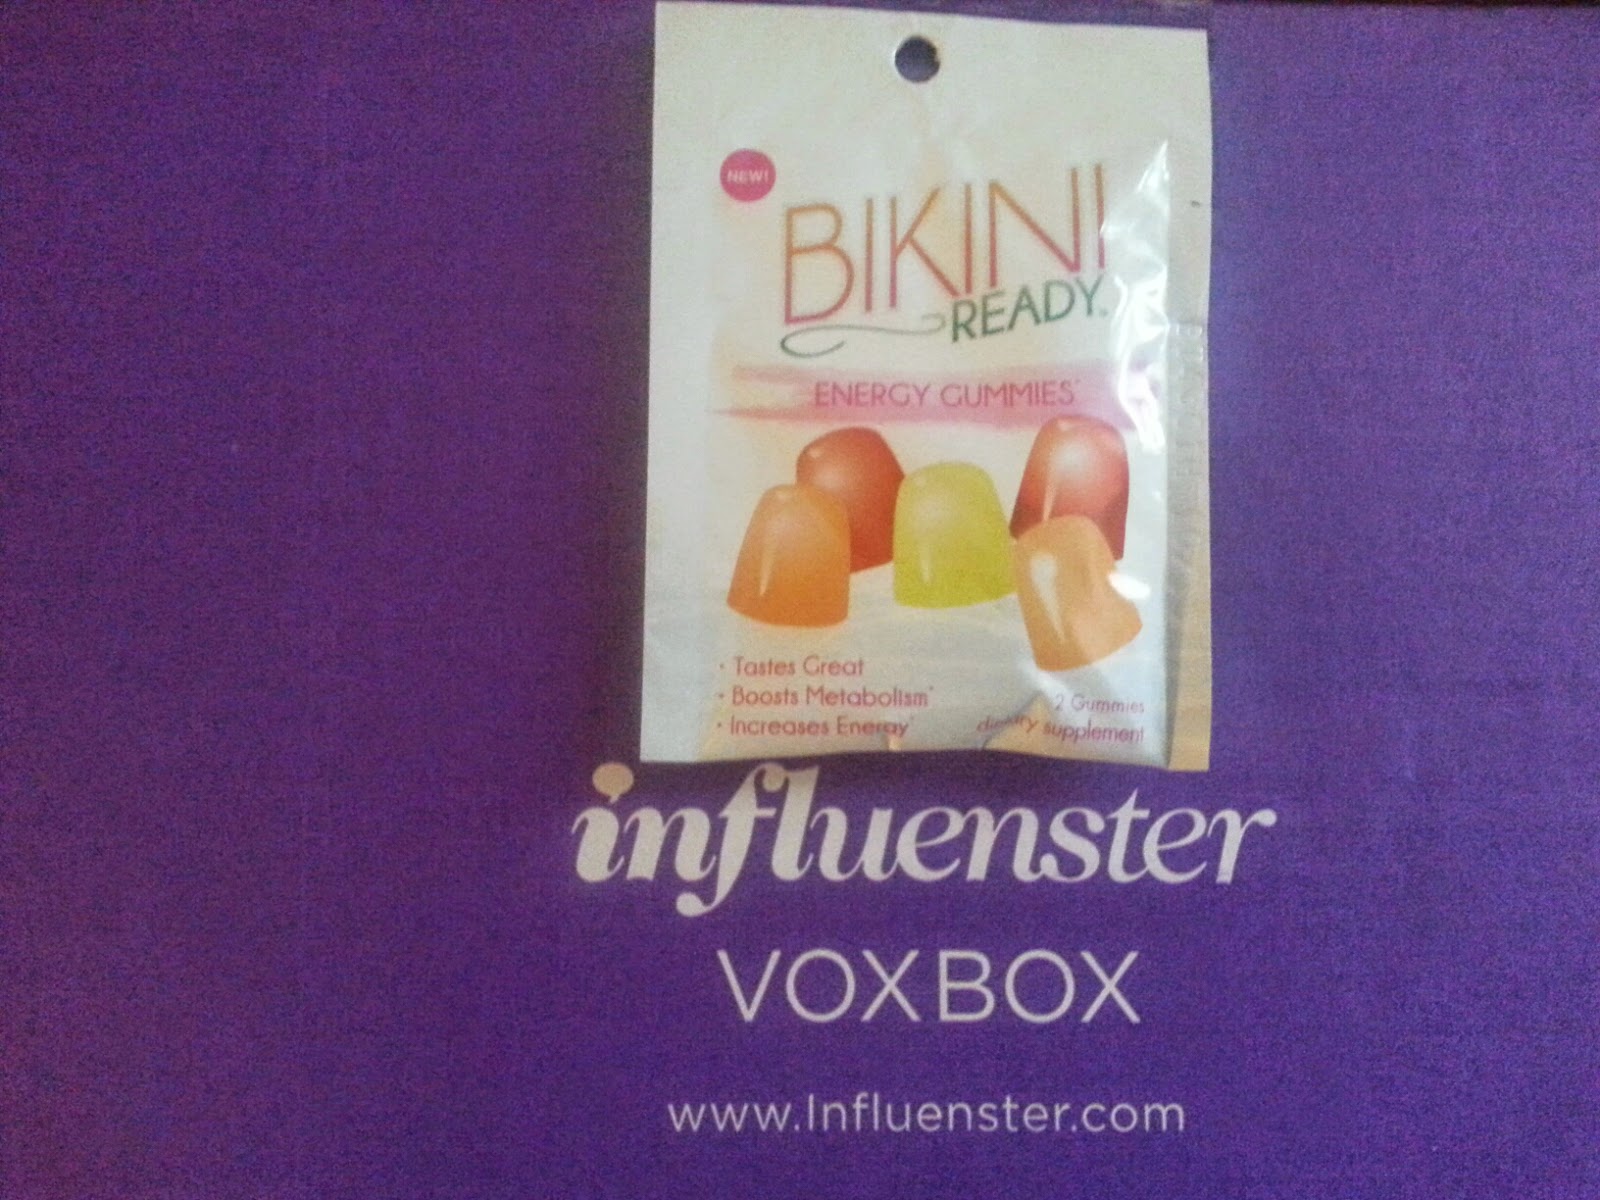 NEW!
BIKINI
READY
ENERGY GUMMIES*
• Tastes Great
• Boosts Metabolism*
• Increases Energy*
2 Gummies
dietary supplement
influenster
VOXBOX
www.Influenster.com